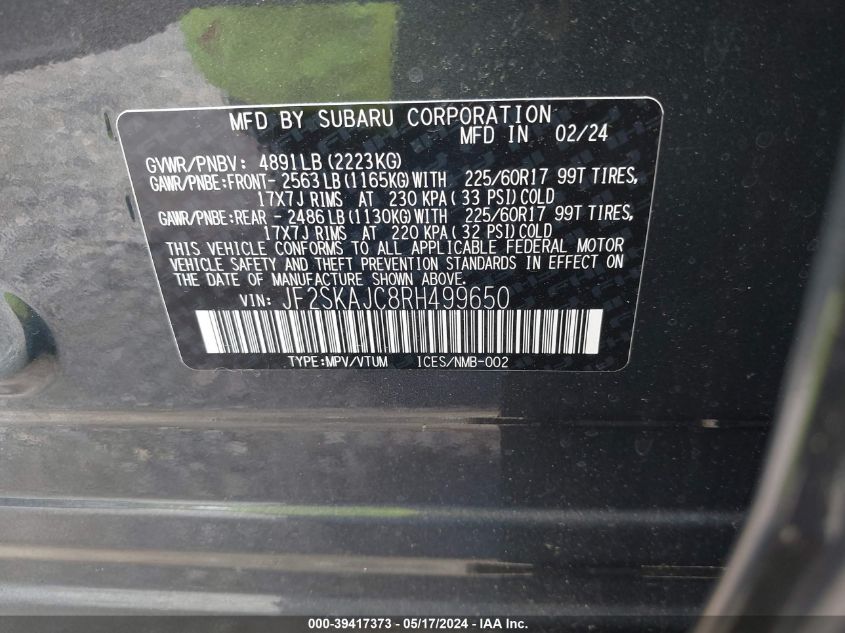 MFD BY SUBARU CORPORATION
MFD IN 02/24
GVWR/PNBV: 4891LB (2223KG)
GAWR/PNBE:FRONT- 2563LB(1165KG)WITH 225/60R17 99T TIRES,
17X7J RIMS AT 230 KPA( 33 PSI)COLD
GAWR/PNBE:REAR - 2486LB(1130KG)WITH 225/60R17 99T TIRES,
17X7J RIMS AT 220 KPA( 32 PSI)COLD
THIS VEHICLE CONFORMS TO ALL APPLICABLE FEDERAL MOTOR
VEHICLE SAFETY AND THEFT PREVENTION STANDARDS IN EFFECT ON
THE DATE OF MANUFACTURE SHOWN ABOVE.
VIN: JF2SKAJC8RH499650
TYPE:MPV/VTUM ICES/NMB-002
000-39417373 - 05/17/2024 - Copyright © IAA, Inc.